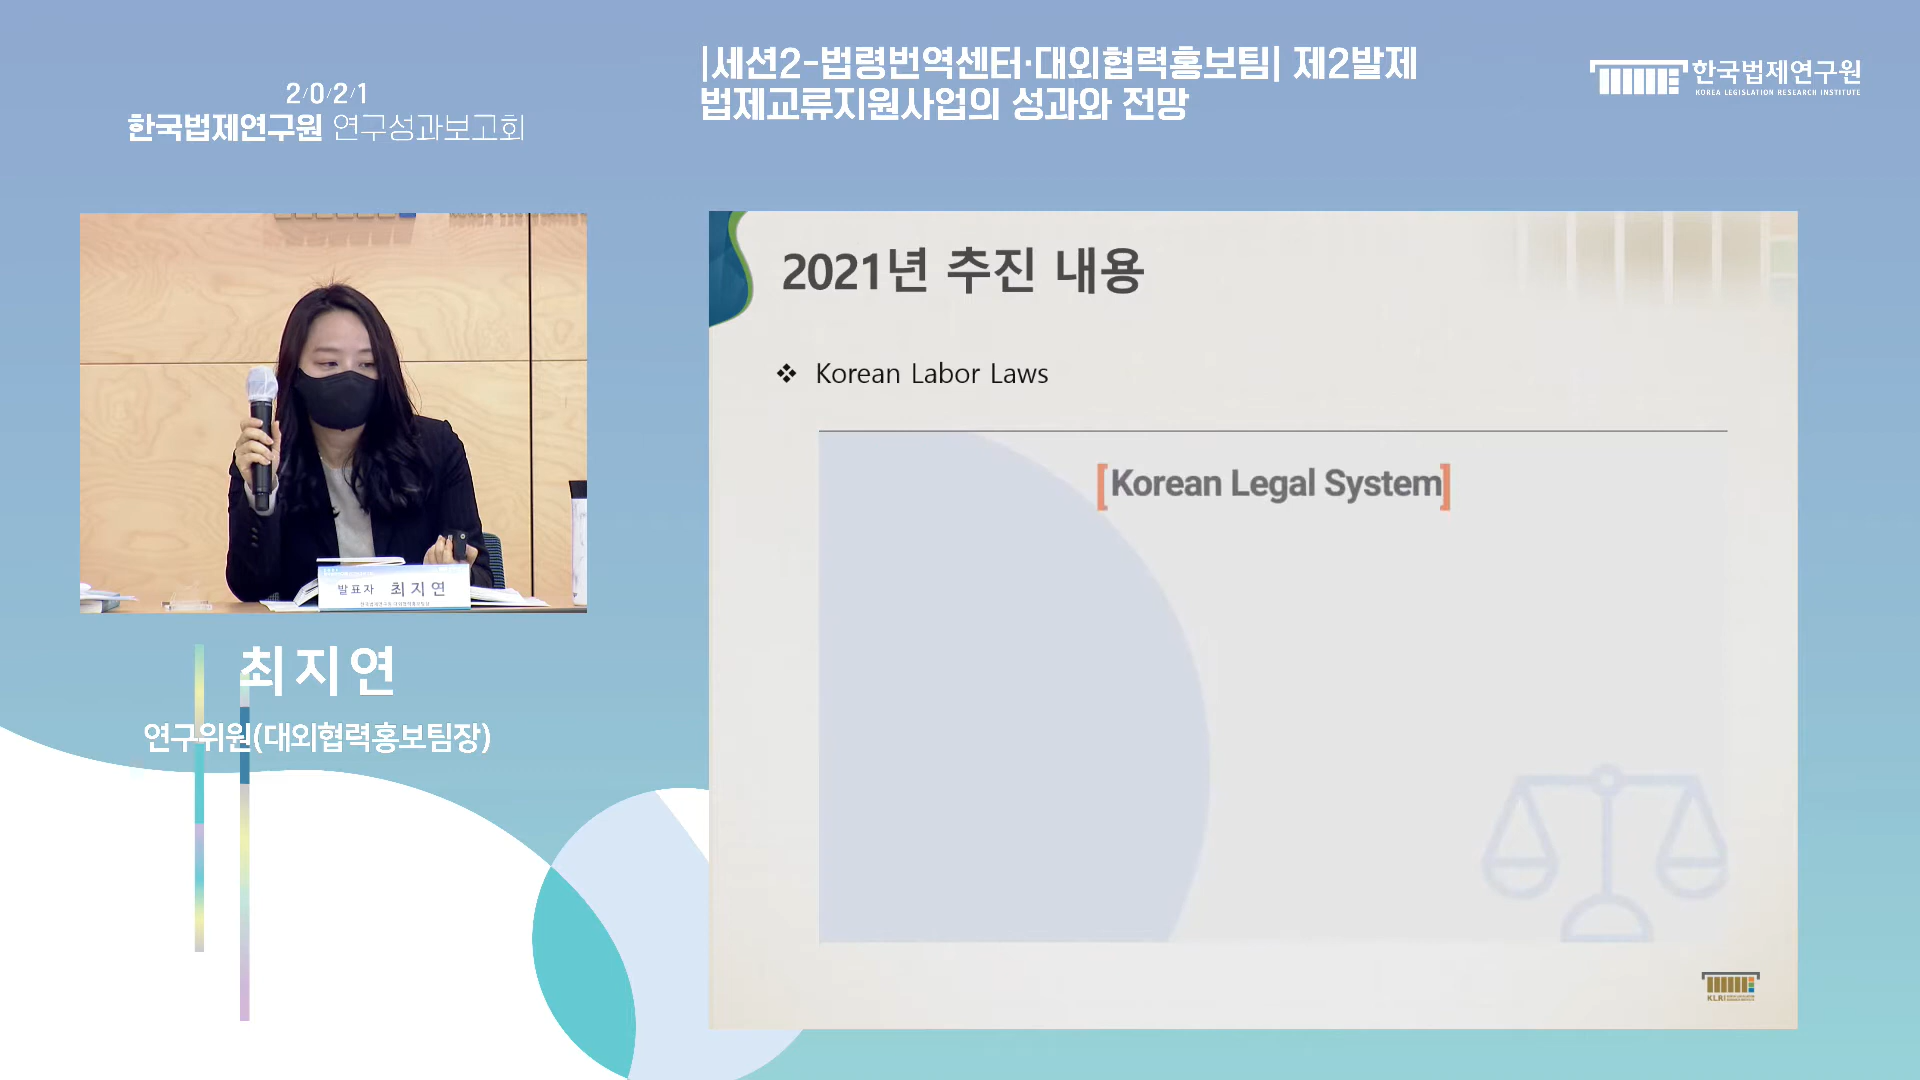 2/0/2/1
한국법제연구원 연구성과보고회
|세션2-법령번역센터·대외협력홍보팀| 제2발제
법제교류지원사업의 성과와 전망
한국법제연구원
KOREA LEGISLATION RESEARCH INSTITUTE
발표자 최지연
최지연
연구위원(대외협력홍보팀장)
2021년 추진 내용
❖ Korean Labor Laws
[Korean Legal System]
KLRI